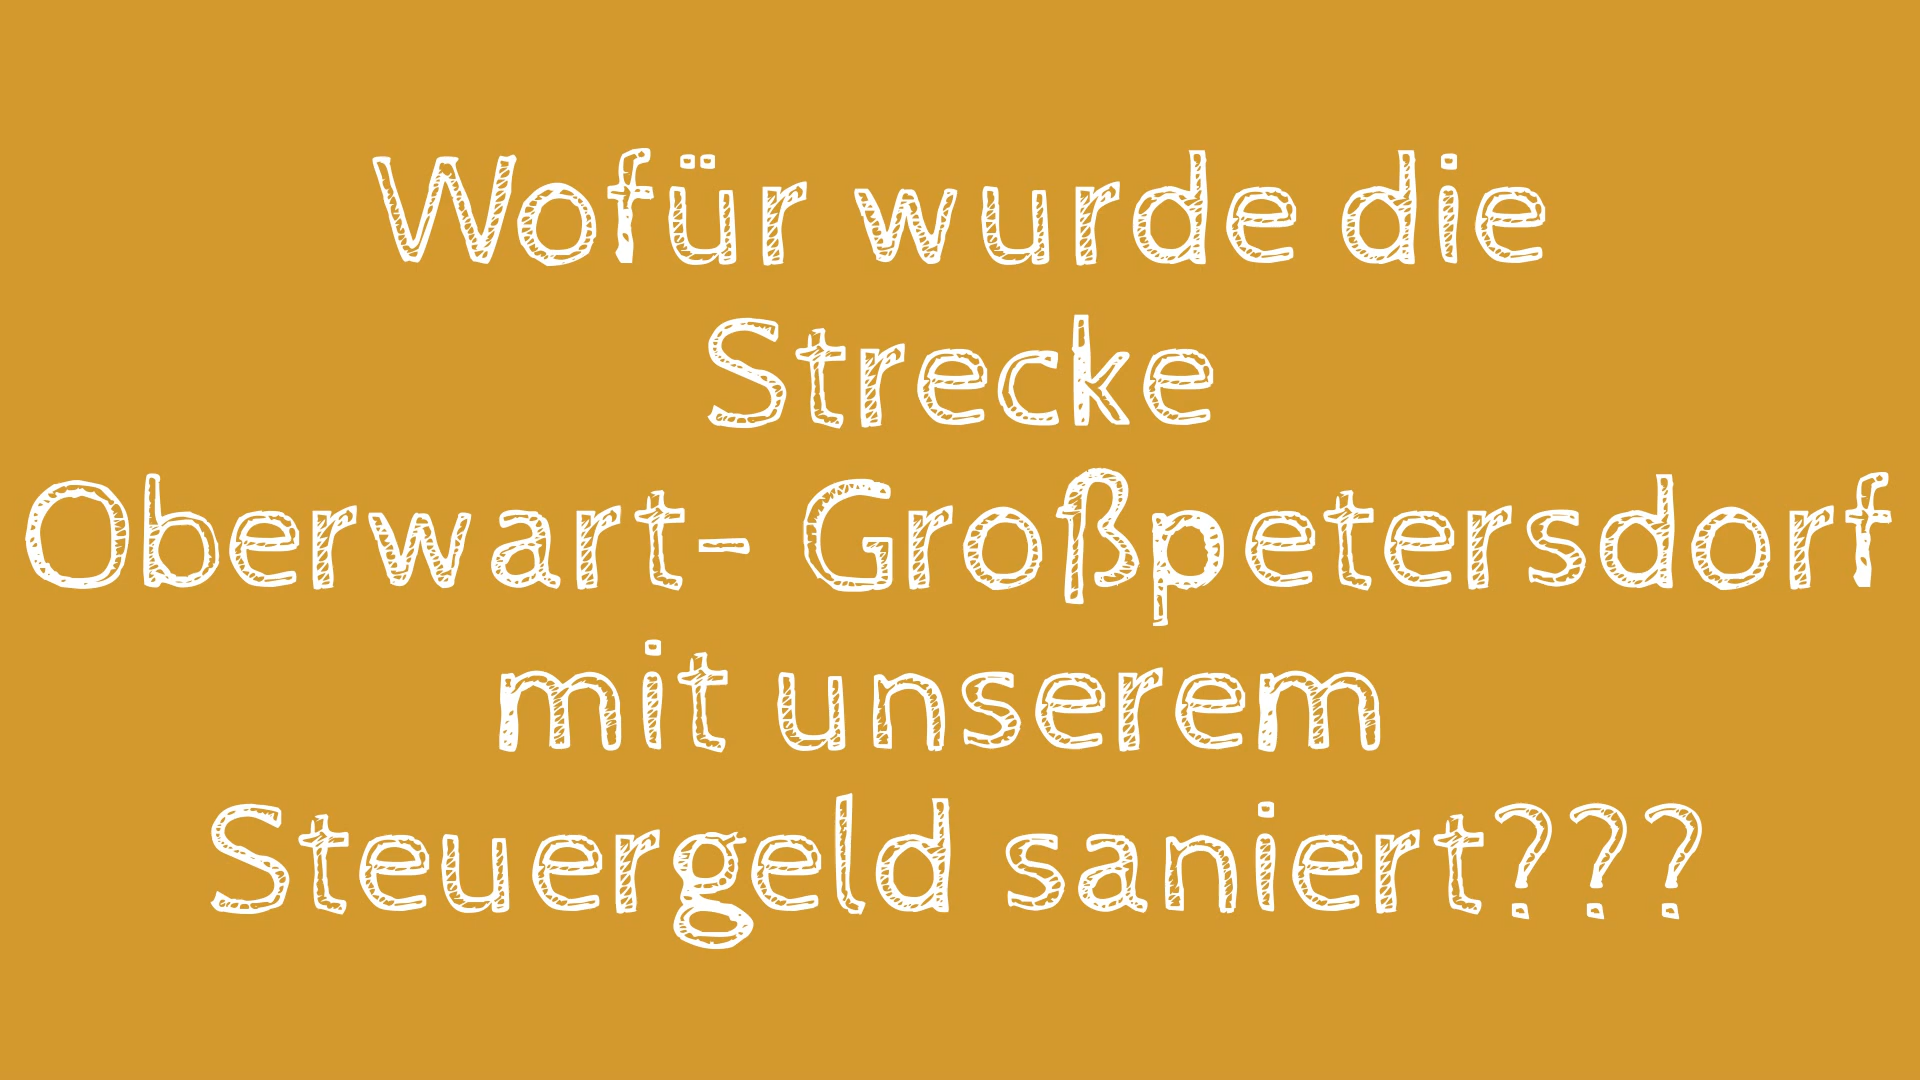 Wofür wurde die
Strecke
Oberwart- Großpetersdorf
mit unserem
Steuergeld saniert???